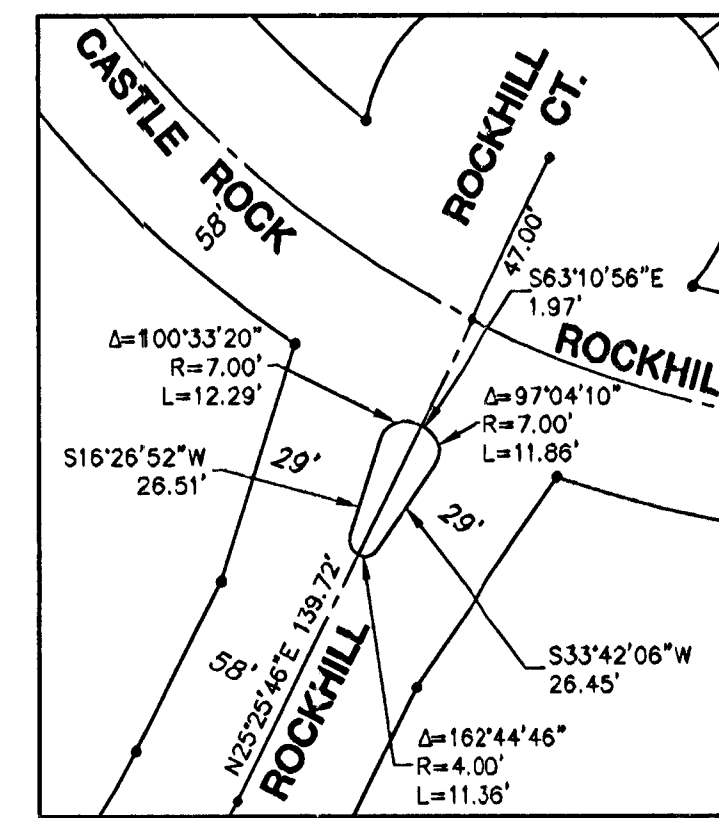 CASTLE ROCK
58'
ROCKHILL
CT.
47.00'
S63°10'56"E
1.97'
ROCKHIL
Δ=100°33'20"
R=7.00'
L=12.29'
Δ=97°04'10"
R=7.00'
L=11.86'
S16°26'52"W
26.51'
29'
29'
S33°42'06"W
26.45'
58'
N25°25'46"E 139.72'
ROCKHILL
Δ=162°44'46"
R=4.00'
L=11.36'